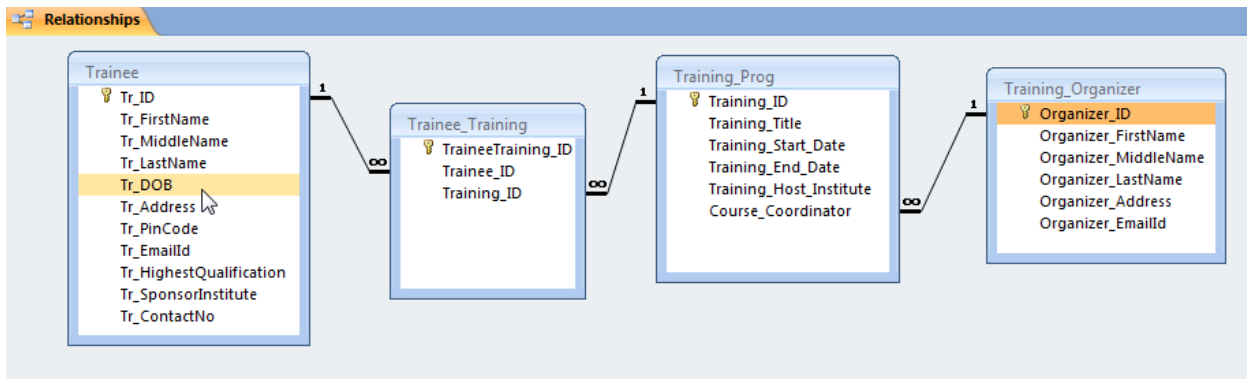 Relationships
Trainee
Tr_ID
Tr_FirstName
Tr_MiddleName
Tr_LastName
Tr_DOB
Tr_Address
Tr_PinCode
Tr_EmailId
Tr_HighestQualification
Tr_SponsorInstitute
Tr_ContactNo
1
∞
Trainee_Training
TraineeTraining_ID
Trainee_ID
Training_ID
∞
1
Training_Prog
Training_ID
Training_Title
Training_Start_Date
Training_End_Date
Training_Host_Institute
Course_Coordinator
∞
1
Training_Organizer
Organizer_ID
Organizer_FirstName
Organizer_MiddleName
Organizer_LastName
Organizer_Address
Organizer_EmailId